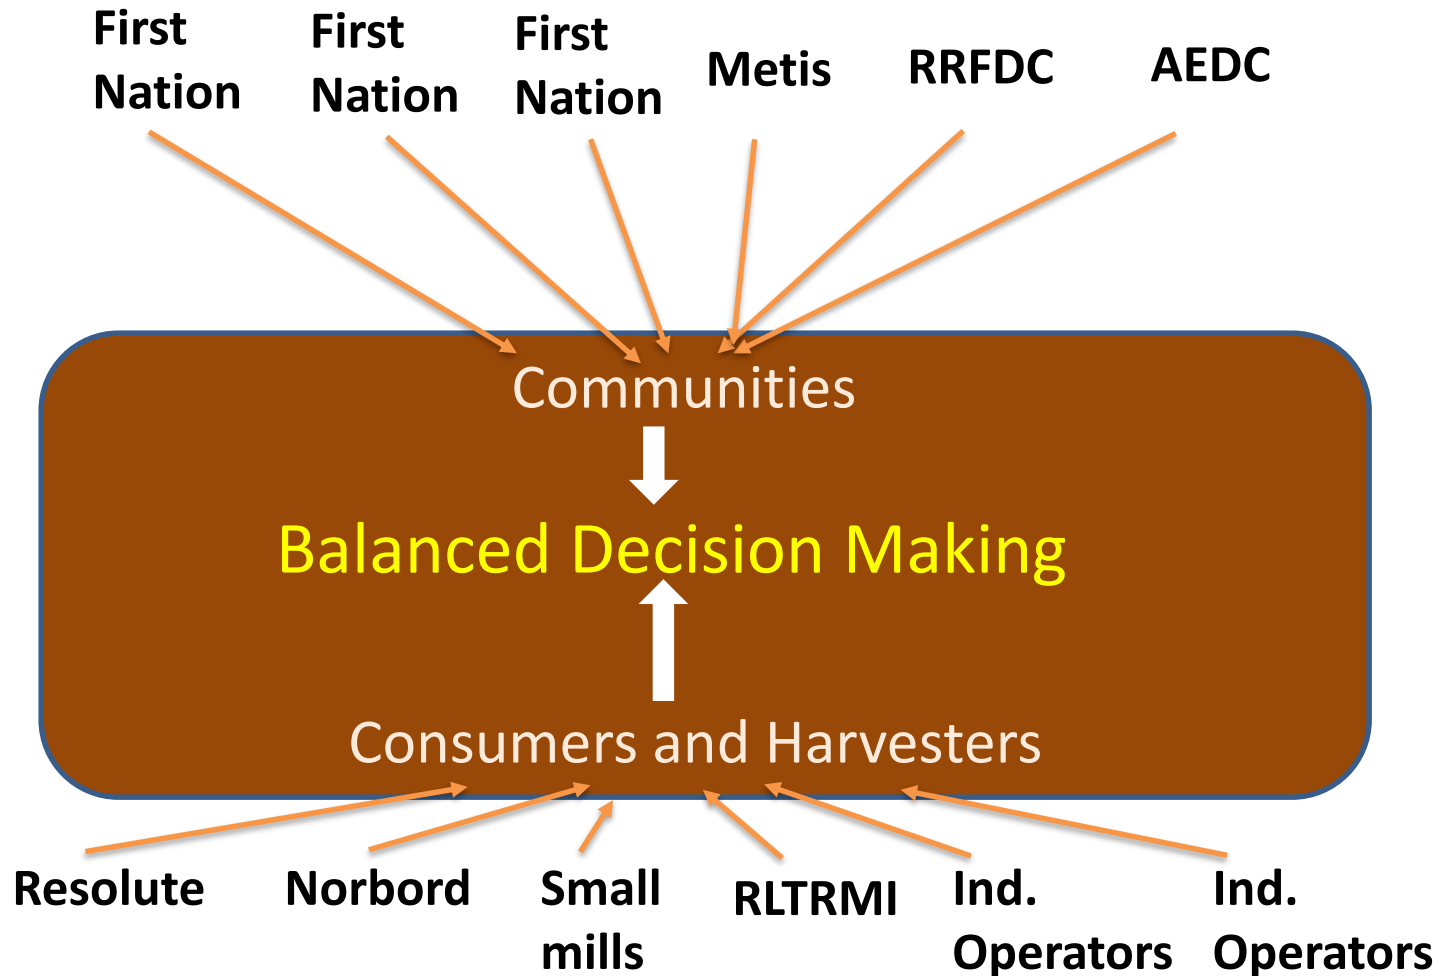 First
Nation
First
Nation
First
Nation
Metis
RRFDC
AEDC
Communities
Balanced Decision Making
Consumers and Harvesters
Resolute
Norbord
Small
mills
RLTRMI
Ind.
Operators
Ind.
Operators